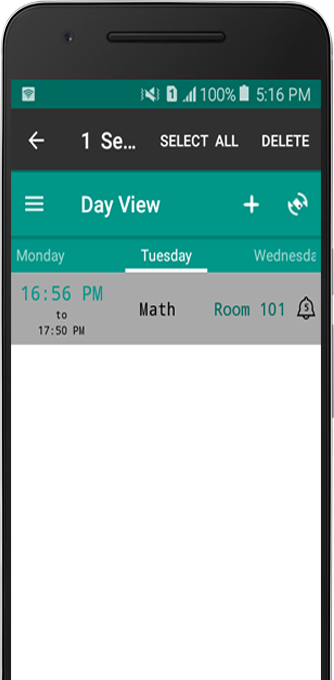 1 100% 5:16 PM
1 Se... SELECT ALL DELETE
Day View
Monday Tuesday Wednesda
16:56 PM
to
17:50 PM
Math Room 101 5